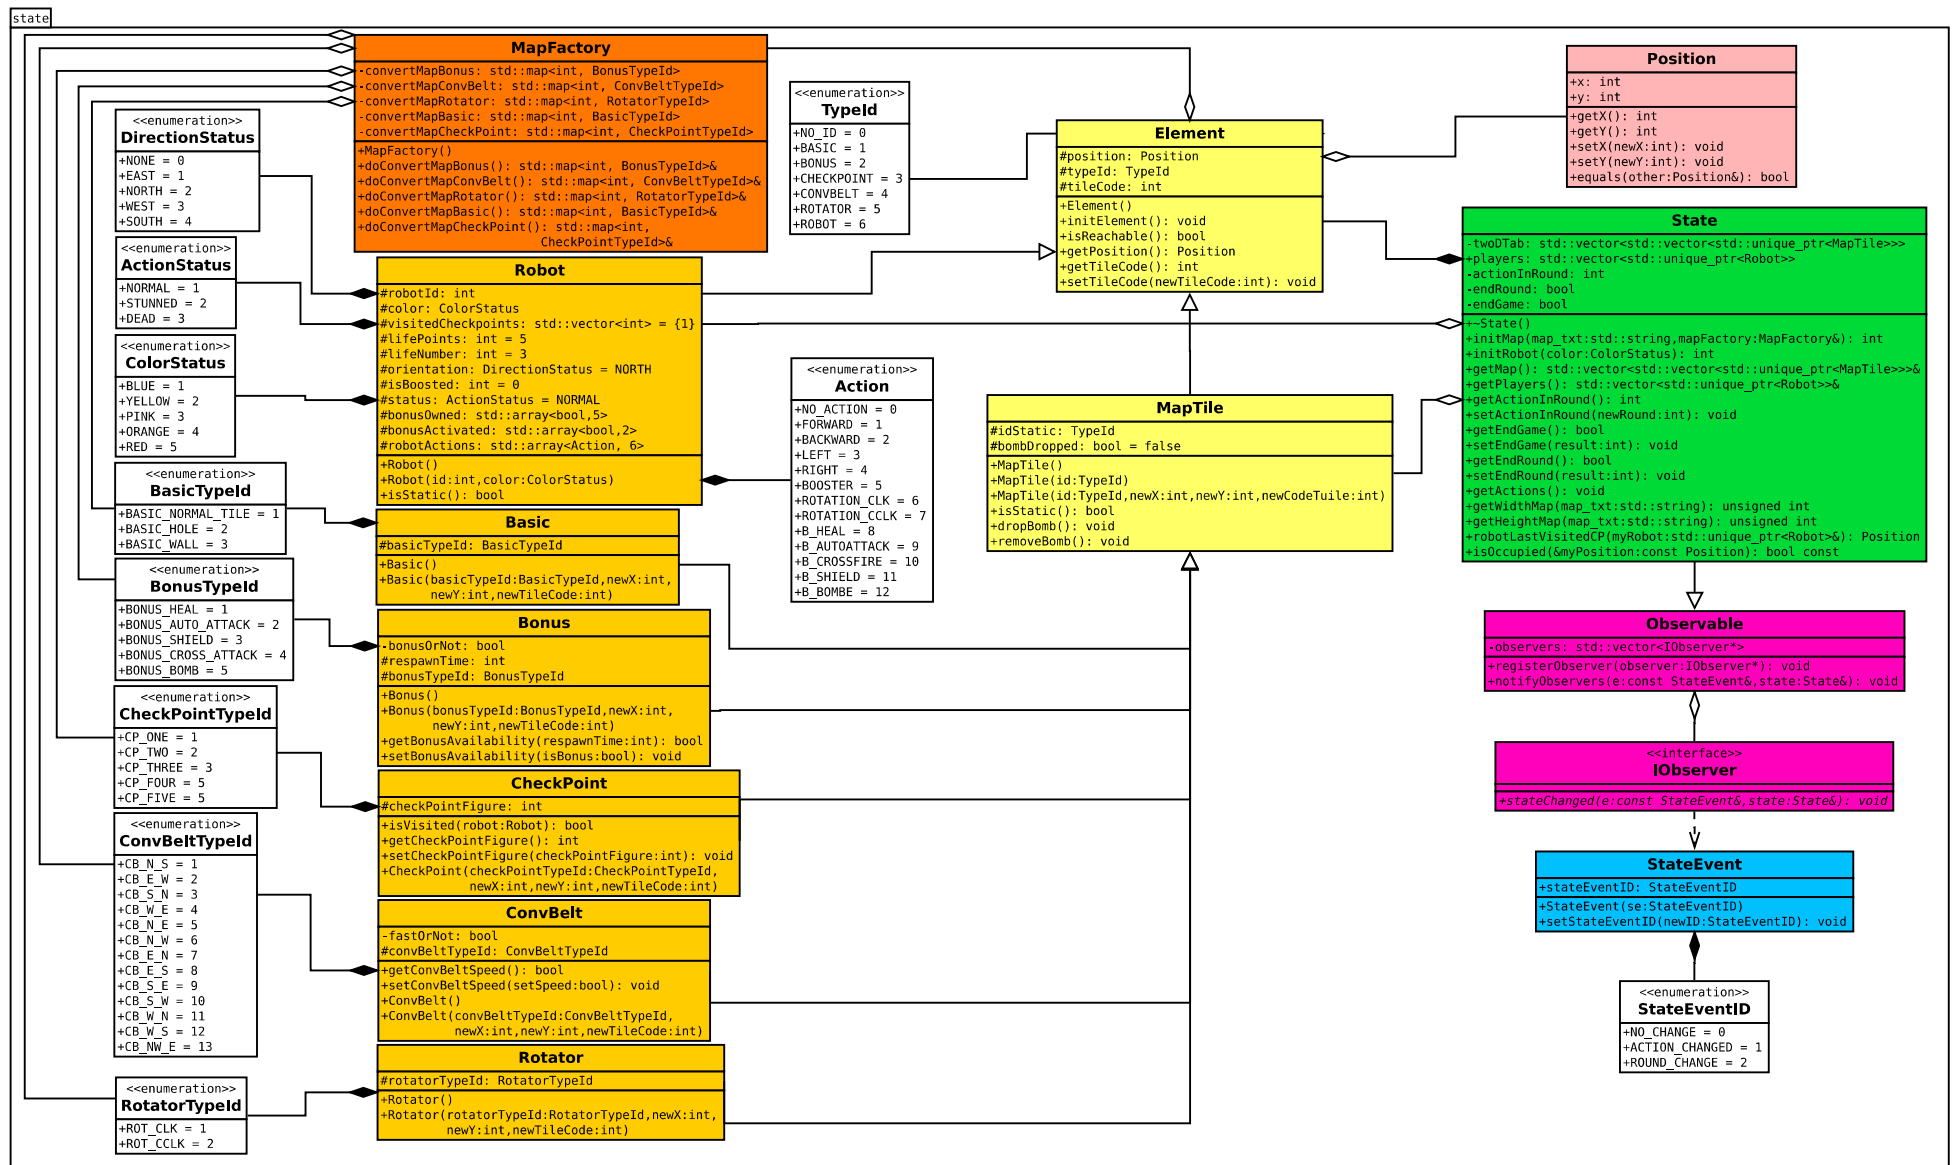 state
MapFactory
-convertMapBonus: std::map<int, BonusTypeId>
-convertMapConvBelt: std::map<int, ConvBeltTypeId>
-convertMapRotator: std::map<int, RotatorTypeId>
-convertMapBasic: std::map<int, BasicTypeId>
-convertMapCheckPoint: std::map<int, CheckPointTypeId>
+MapFactory()
+doConvertMapBonus(): std::map<int, BonusTypeId>&
+doConvertMapConvBelt(): std::map<int, ConvBeltTypeId>&
+doConvertMapRotator(): std::map<int, RotatorTypeId>&
+doConvertMapBasic(): std::map<int, BasicTypeId>&
+doConvertMapCheckPoint(): std::map<int,
CheckPointTypeId>&
<<enumeration>>
TypeId
+NO_ID = 0
+BASIC = 1
+BONUS = 2
+CHECKPOINT = 3
+CONVBELT = 4
+ROTATOR = 5
+ROBOT = 6
Element
#position: Position
#typeId: TypeId
#tileCode: int
+Element()
+initElement(): void
+isReachable(): bool
+getPosition(): Position
+getTileCode(): int
+setTileCode(newTileCode:int): void
Position
+x: int
+y: int
+getX(): int
+getY(): int
+setX(newX:int): void
+setY(newY:int): void
+equals(other:Position&): bool
<<enumeration>>
DirectionStatus
+NONE = 0
+EAST = 1
+NORTH = 2
+WEST = 3
+SOUTH = 4
<<enumeration>>
ActionStatus
+NORMAL = 1
+STUNNED = 2
+DEAD = 3
<<enumeration>>
ColorStatus
+BLUE = 1
+YELLOW = 2
+PINK = 3
+ORANGE = 4
+RED = 5
Robot
#robotId: int
#color: ColorStatus
#visitedCheckpoints: std::vector<int> = {1}
#lifePoints: int = 5
#lifeNumber: int = 3
#orientation: DirectionStatus = NORTH
#isBoosted: int = 0
#status: ActionStatus = NORMAL
#bonusOwned: std::array<bool,5>
#bonusActivated: std::array<bool,2>
#robotActions: std::array<Action, 6>
+Robot()
+Robot(id:int,color:ColorStatus)
+isStatic(): bool
<<enumeration>>
Action
+NO_ACTION = 0
+FORWARD = 1
+BACKWARD = 2
+LEFT = 3
+RIGHT = 4
+BOOSTER = 5
+ROTATION_CLK = 6
+ROTATION_CCLK = 7
+B_HEAL = 8
+B_AUTOATTACK = 9
+B_CROSSFIRE = 10
+B_SHIELD = 11
+B_BOMBE = 12
MapTile
#idStatic: TypeId
#bombDropped: bool = false
+MapTile()
+MapTile(id:TypeId)
+MapTile(id:TypeId,newX:int,newY:int,newCodeTuile:int)
+isStatic(): bool
+dropBomb(): void
+removeBomb(): void
State
-twoDTab: std::vector<std::vector<std::unique_ptr<MapTile>>>
+players: std::vector<std::unique_ptr<Robot>>
-actionInRound: int
-endRound: bool
-endGame: bool
+~State()
+initMap(map_txt:std::string,mapFactory:MapFactory&): int
+initRobot(color:ColorStatus): int
+getMap(): std::vector<std::vector<std::unique_ptr<MapTile>>>&
+getPlayers(): std::vector<std::unique_ptr<Robot>>&
+getActionInRound(): int
+setActionInRound(newRound:int): void
+getEndGame(): bool
+setEndGame(result:int): void
+getEndRound(): bool
+setEndRound(result:int): void
+getActions(): void
+getWidthMap(map_txt:std::string): unsigned int
+getHeightMap(map_txt:std::string): unsigned int
+robotLastVisitedCP(myRobot:std::unique_ptr<Robot>&): Position
+isOccupied(&myPosition:const Position): bool const
<<enumeration>>
BasicTypeId
+BASIC_NORMAL_TILE = 1
+BASIC_HOLE = 2
+BASIC_WALL = 3
Basic
#basicTypeId: BasicTypeId
+Basic()
+Basic(basicTypeId:BasicTypeId,newX:int,
newY:int,newTileCode:int)
<<enumeration>>
BonusTypeId
+BONUS_HEAL = 1
+BONUS_AUTO_ATTACK = 2
+BONUS_SHIELD = 3
+BONUS_CROSS_ATTACK = 4
+BONUS_BOMB = 5
Bonus
-bonusOrNot: bool
#respawnTime: int
#bonusTypeId: BonusTypeId
+Bonus()
+Bonus(bonusTypeId:BonusTypeId,newX:int,
newY:int,newTileCode:int)
+getBonusAvailability(respawnTime:int): bool
+setBonusAvailability(isBonus:bool): void
Observable
-observers: std::vector<IObserver*>
+registerObserver(observer:IObserver*): void
+notifyObservers(e:const StateEvent&,state:State&): void
<<interface>>
IObserver
+stateChanged(e:const StateEvent&,state:State&): void
<<enumeration>>
CheckPointTypeId
+CP_ONE = 1
+CP_TWO = 2
+CP_THREE = 3
+CP_FOUR = 5
+CP_FIVE = 5
CheckPoint
#checkPointFigure: int
+isVisited(robot:Robot): bool
+getCheckPointFigure(): int
+setCheckPointFigure(checkPointFigure:int): void
+CheckPoint(checkPointTypeId:CheckPointTypeId,
newX:int,newY:int,newTileCode:int)
StateEvent
+stateEventID: StateEventID
+StateEvent(se:StateEventID)
+setStateEventID(newID:StateEventID): void
<<enumeration>>
ConvBeltTypeId
+CB_N_S = 1
+CB_E_W = 2
+CB_S_N = 3
+CB_W_E = 4
+CB_N_E = 5
+CB_N_W = 6
+CB_E_N = 7
+CB_E_S = 8
+CB_S_E = 9
+CB_S_W = 10
+CB_W_N = 11
+CB_W_S = 12
+CB_NW_E = 13
ConvBelt
-fastOrNot: bool
#convBeltTypeId: ConvBeltTypeId
+getConvBeltSpeed(): bool
+setConvBeltSpeed(setSpeed:bool): void
+ConvBelt()
+ConvBelt(convBeltTypeId:ConvBeltTypeId,
newX:int,newY:int,newTileCode:int)
<<enumeration>>
StateEventID
+NO_CHANGE = 0
+ACTION_CHANGED = 1
+ROUND_CHANGE = 2
<<enumeration>>
RotatorTypeId
+ROT_CLK = 1
+ROT_CCLK = 2
Rotator
#rotatorTypeId: RotatorTypeId
+Rotator()
+Rotator(rotatorTypeId:RotatorTypeId,newX:int,
newY:int,newTileCode:int)